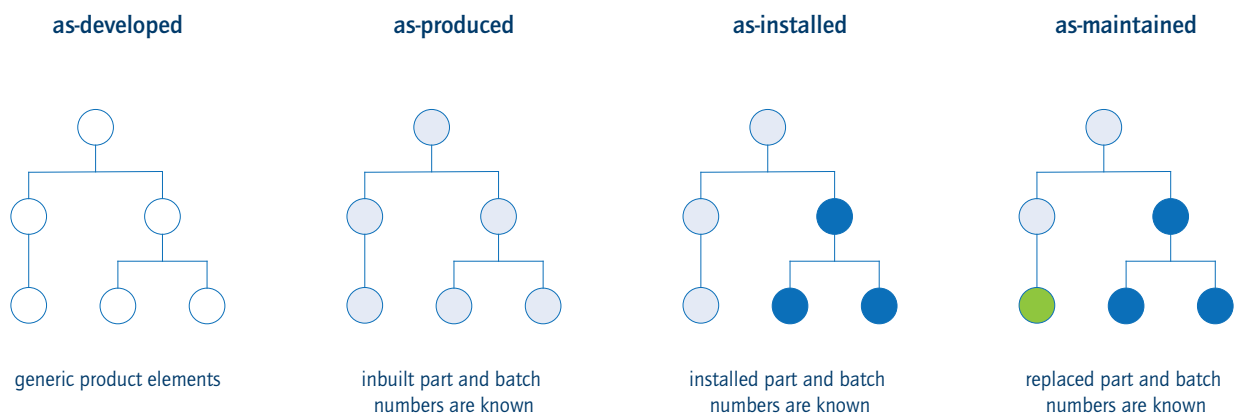 as-developed
as-produced
as-installed
as-maintained
generic product elements
inbuilt part and batch
numbers are known
installed part and batch
numbers are known
replaced part and batch
numbers are known